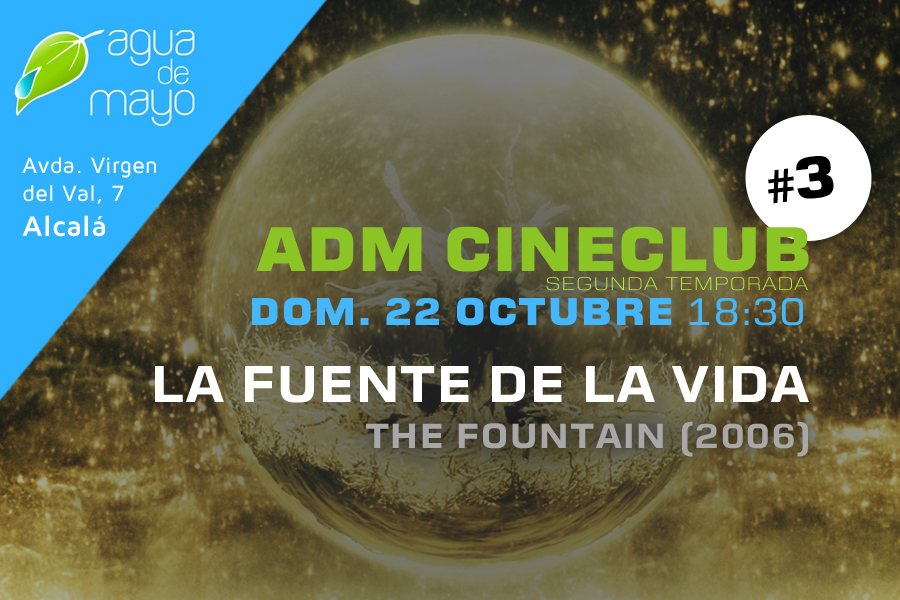 agua
de
mayo
Avda. Virgen
del Val, 7
Alcalá
#3
ADM CINECLUB
SEGUNDA TEMPORADA
DOM. 22 OCTUBRE 18:30
LA FUENTE DE LA VIDA
THE FOUNTAIN (2006)